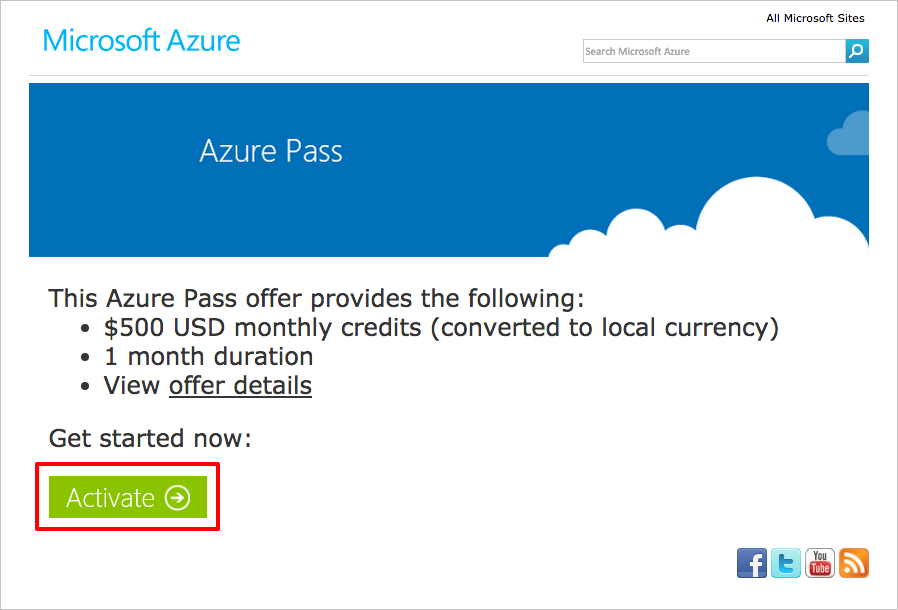 All Microsoft Sites
Microsoft Azure
Search Microsoft Azure
Azure Pass
This Azure Pass offer provides the following:
• $500 USD monthly credits (converted to local currency)
• 1 month duration
• View offer details
Get started now:
Activate
You
Tube